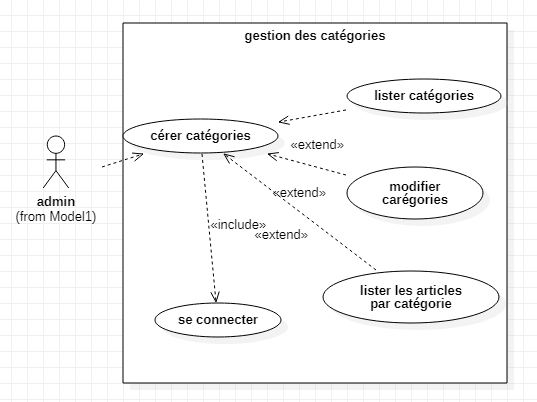 gestion des catégories
lister catégories
cérer catégories
«extend»
modifier
carégories
admin
(from Model1)
«extend»
«include»
«extend»
lister les articles
par catégorie
se connecter